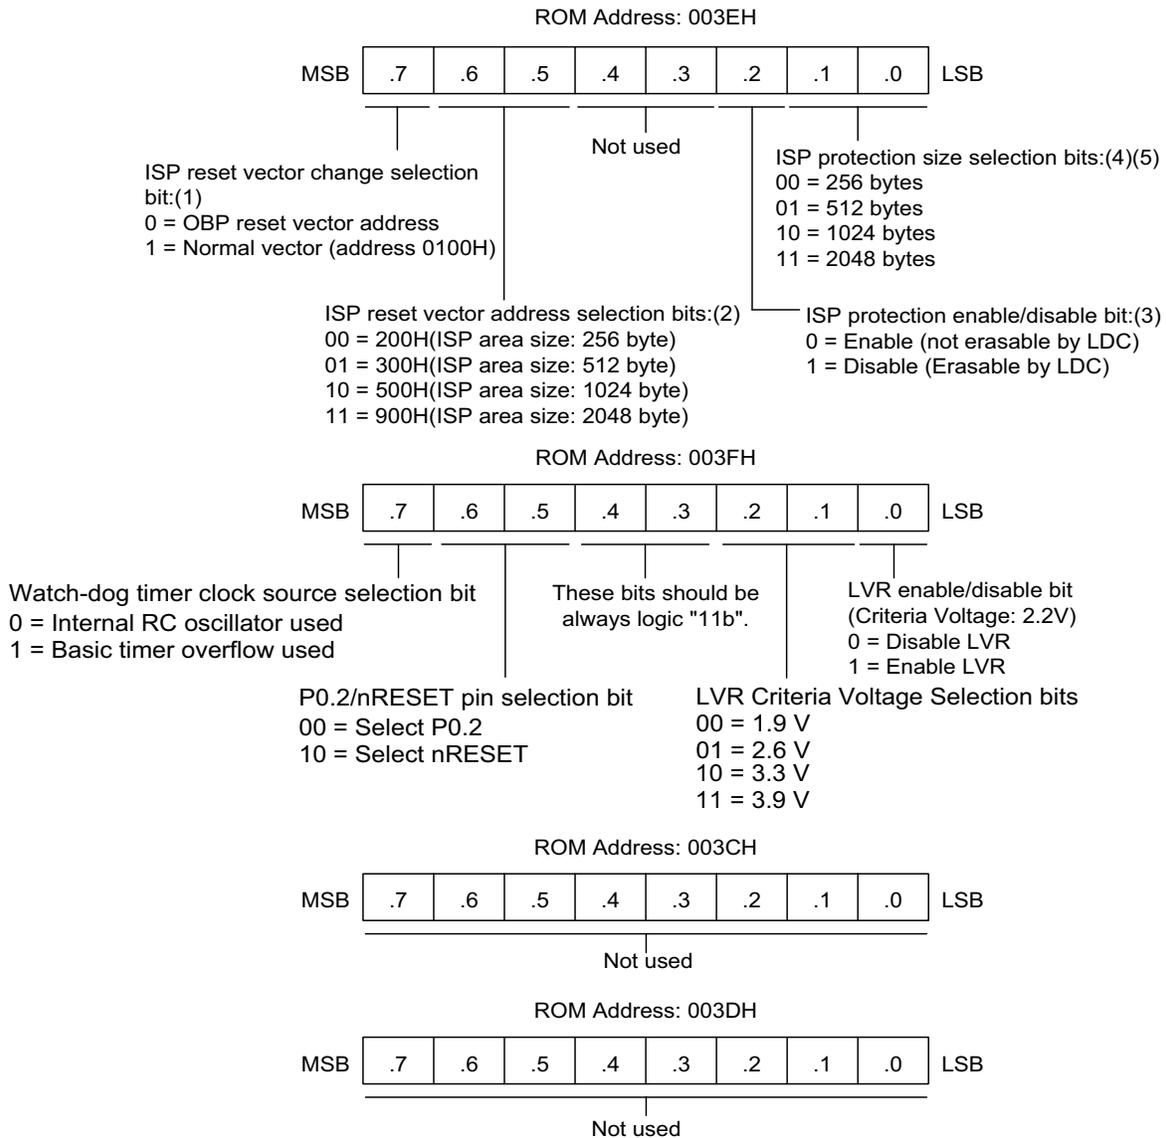 ROM Address: 003EH
MSB .7 .6 .5 .4 .3 .2 .1 .0 LSB
Not used
ISP reset vector change selection
bit:(1)
0 = OBP reset vector address
1 = Normal vector (address 0100H)
ISP protection size selection bits:(4)(5)
00 = 256 bytes
01 = 512 bytes
10 = 1024 bytes
11 = 2048 bytes
ISP reset vector address selection bits:(2)
00 = 200H(ISP area size: 256 byte)
01 = 300H(ISP area size: 512 byte)
10 = 500H(ISP area size: 1024 byte)
11 = 900H(ISP area size: 2048 byte)
ISP protection enable/disable bit:(3)
0 = Enable (not erasable by LDC)
1 = Disable (Erasable by LDC)
ROM Address: 003FH
MSB .7 .6 .5 .4 .3 .2 .1 .0 LSB
Watch-dog timer clock source selection bit
0 = Internal RC oscillator used
1 = Basic timer overflow used
These bits should be
always logic "11b".
LVR enable/disable bit
(Criteria Voltage: 2.2V)
0 = Disable LVR
1 = Enable LVR
P0.2/nRESET pin selection bit
00 = Select P0.2
10 = Select nRESET
LVR Criteria Voltage Selection bits
00 = 1.9 V
01 = 2.6 V
10 = 3.3 V
11 = 3.9 V
ROM Address: 003CH
MSB .7 .6 .5 .4 .3 .2 .1 .0 LSB
Not used
ROM Address: 003DH
MSB .7 .6 .5 .4 .3 .2 .1 .0 LSB
Not used